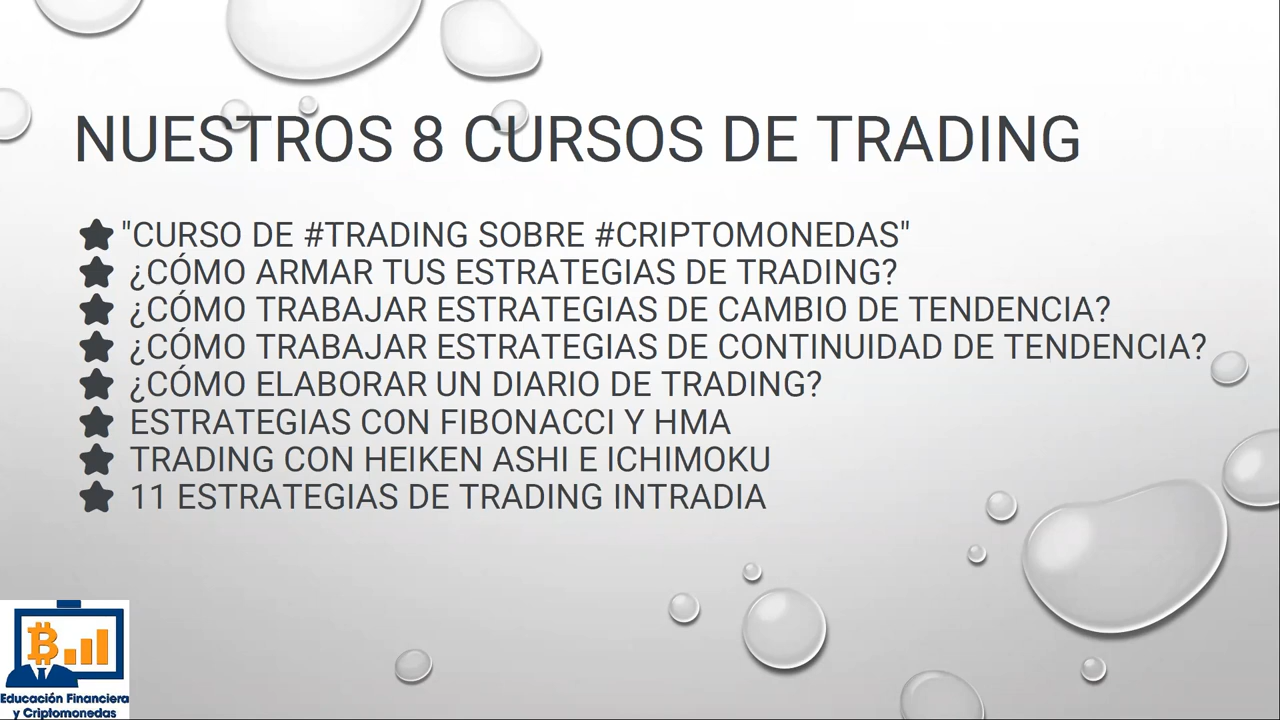 NUESTROS 8 CURSOS DE TRADING
"CURSO DE #TRADING SOBRE #CRIPTOMONEDAS"
¿CÓMO ARMAR TUS ESTRATEGIAS DE TRADING?
¿CÓMO TRABAJAR ESTRATEGIAS DE CAMBIO DE TENDENCIA?
¿CÓMO TRABAJAR ESTRATEGIAS DE CONTINUIDAD DE TENDENCIA?
¿CÓMO ELABORAR UN DIARIO DE TRADING?
ESTRATEGIAS CON FIBONACCI Y HMA
TRADING CON HEIKEN ASHI E ICHIMOKU
11 ESTRATEGIAS DE TRADING INTRADIA
Educación Financiera
y Criptomonedas